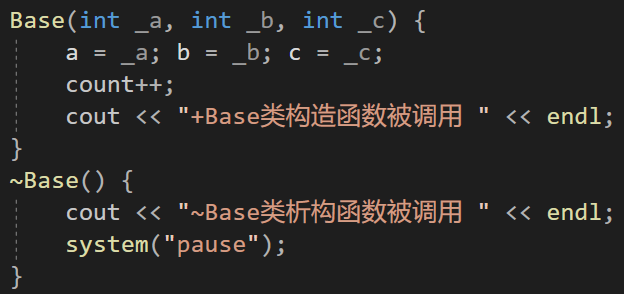 Base(int _a, int _b, int _c) {
    a = _a; b = _b; c = _c;
    count++;
    cout << "+Base类构造函数被调用 " << endl;
}
~Base() {
    cout << "~Base类析构函数被调用 " << endl;
    system("pause");
}